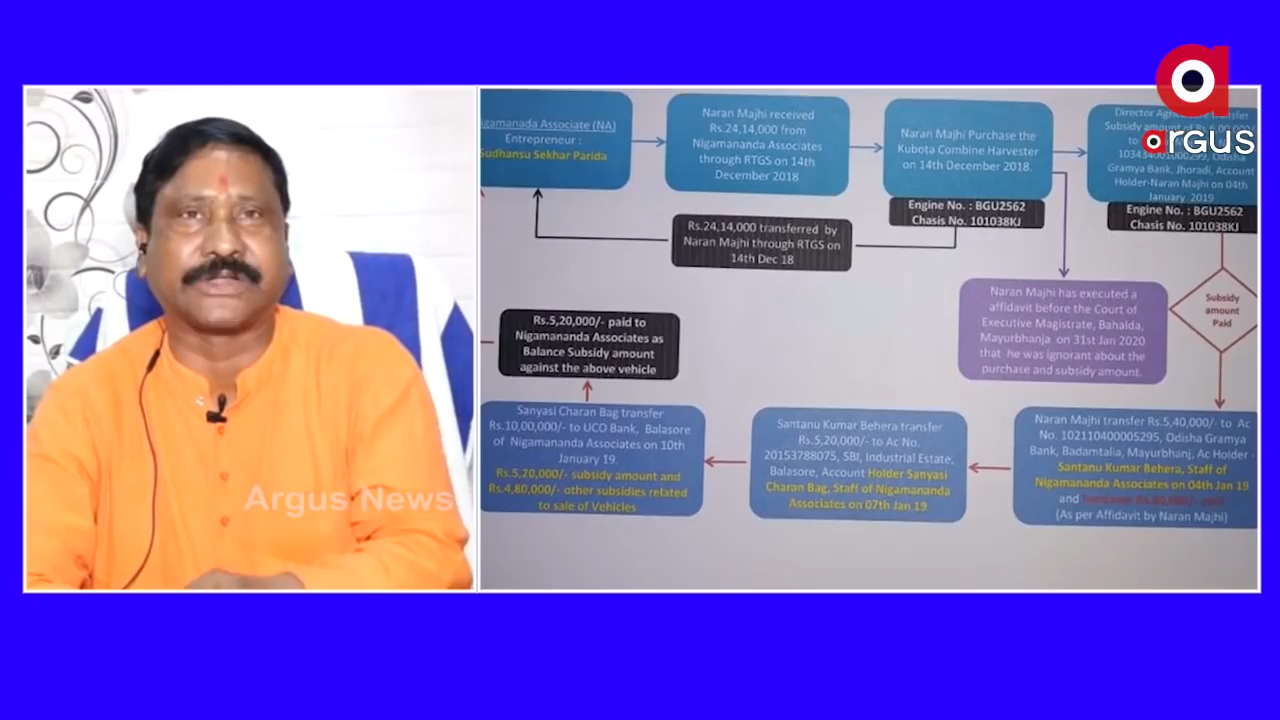 argus
igamanada Associate (NA)
Entrepreneur :
Sudhansu Sekhar Parida
Naran Majhi received
Rs.24,14,000 from
Nigamananda Associates
through RTGS on 14th
December 2018
Naran Majhi Purchase the
Kubota Combine Harvester
on 14th December 2018.
Engine No. : BGU2562
Chasis No. 101038KJ
Director
Subsidy amount of Rs
to
Odisha
Gramya Bank, Jhoradi, Account
Holder-Naran Majhi on 04th
January 2019
Engine No. : BGU2562
Chasis No. 101038KJ
Rs.24,14,000 transferred by
Naran Majhi through RTGS on
14th Dec 18
Naran Majhi has executed a
affidavit before the Court of
Executive Magistrate, Bahalda,
Mayurbhanja on 31st Jan 2020
that he was ignorant about the
purchase and subsidy amount.
Subsidy
amount
Paid
Rs.5,20,000/- paid to
Nigamananda Associates as
Balance Subsidy amount
against the above vehicle
Sanyasi Charan Bag transfer
Rs.10,00,000/- to UCO Bank, Balasore
of Nigamananda Associates on 10th
January 19.
Rs.5,20,000/- subsidy amount and
Rs.4,80,000/- other subsidies related
to sale of Vehicles
Santanu Kumar Behera transfer
Rs.5,20,000/- to Ac No.
20153788075, SBI, Industrial Estate,
Balasore, Account Holder Sanyasi
Charan Bag, Staff of Nigamananda
Associates on 07th Jan 19
Naran Majhi transfer Rs.5,40,000/- to Ac
No. 102110400005295, Odisha Gramya
Bank, Badamtalia, Mayurbhanj, Ac Holder -
Santanu Kumar Behera, Staff of
Nigamananda Associates on 04th Jan 19
and
(As per Affidavit by Naran Majhi)
Argus News